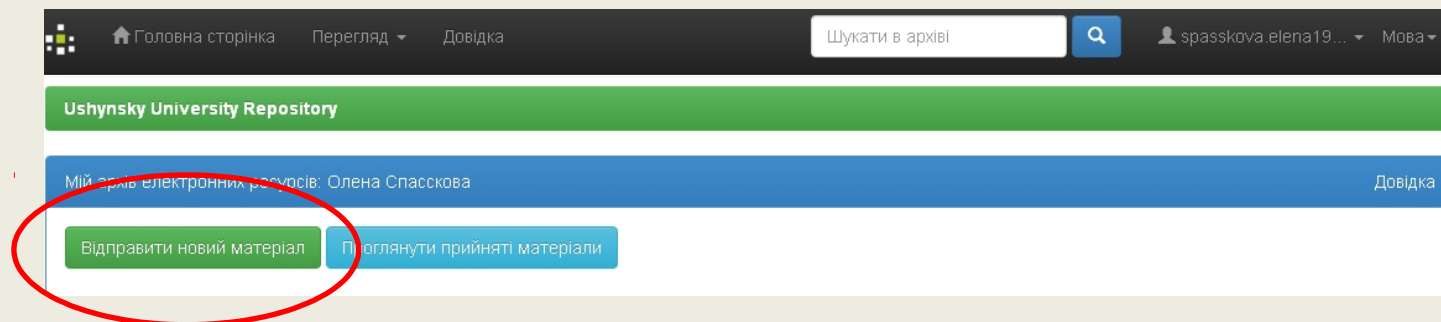 Головна сторінка Перегляд Довідка Шукати в архіві spasskova.elena19... Мова
Ushynsky University Repository
Мій архів електронних ресурсів: Олена Спасскова Довідка
Відправити новий матеріал Проглянути прийняті матеріали